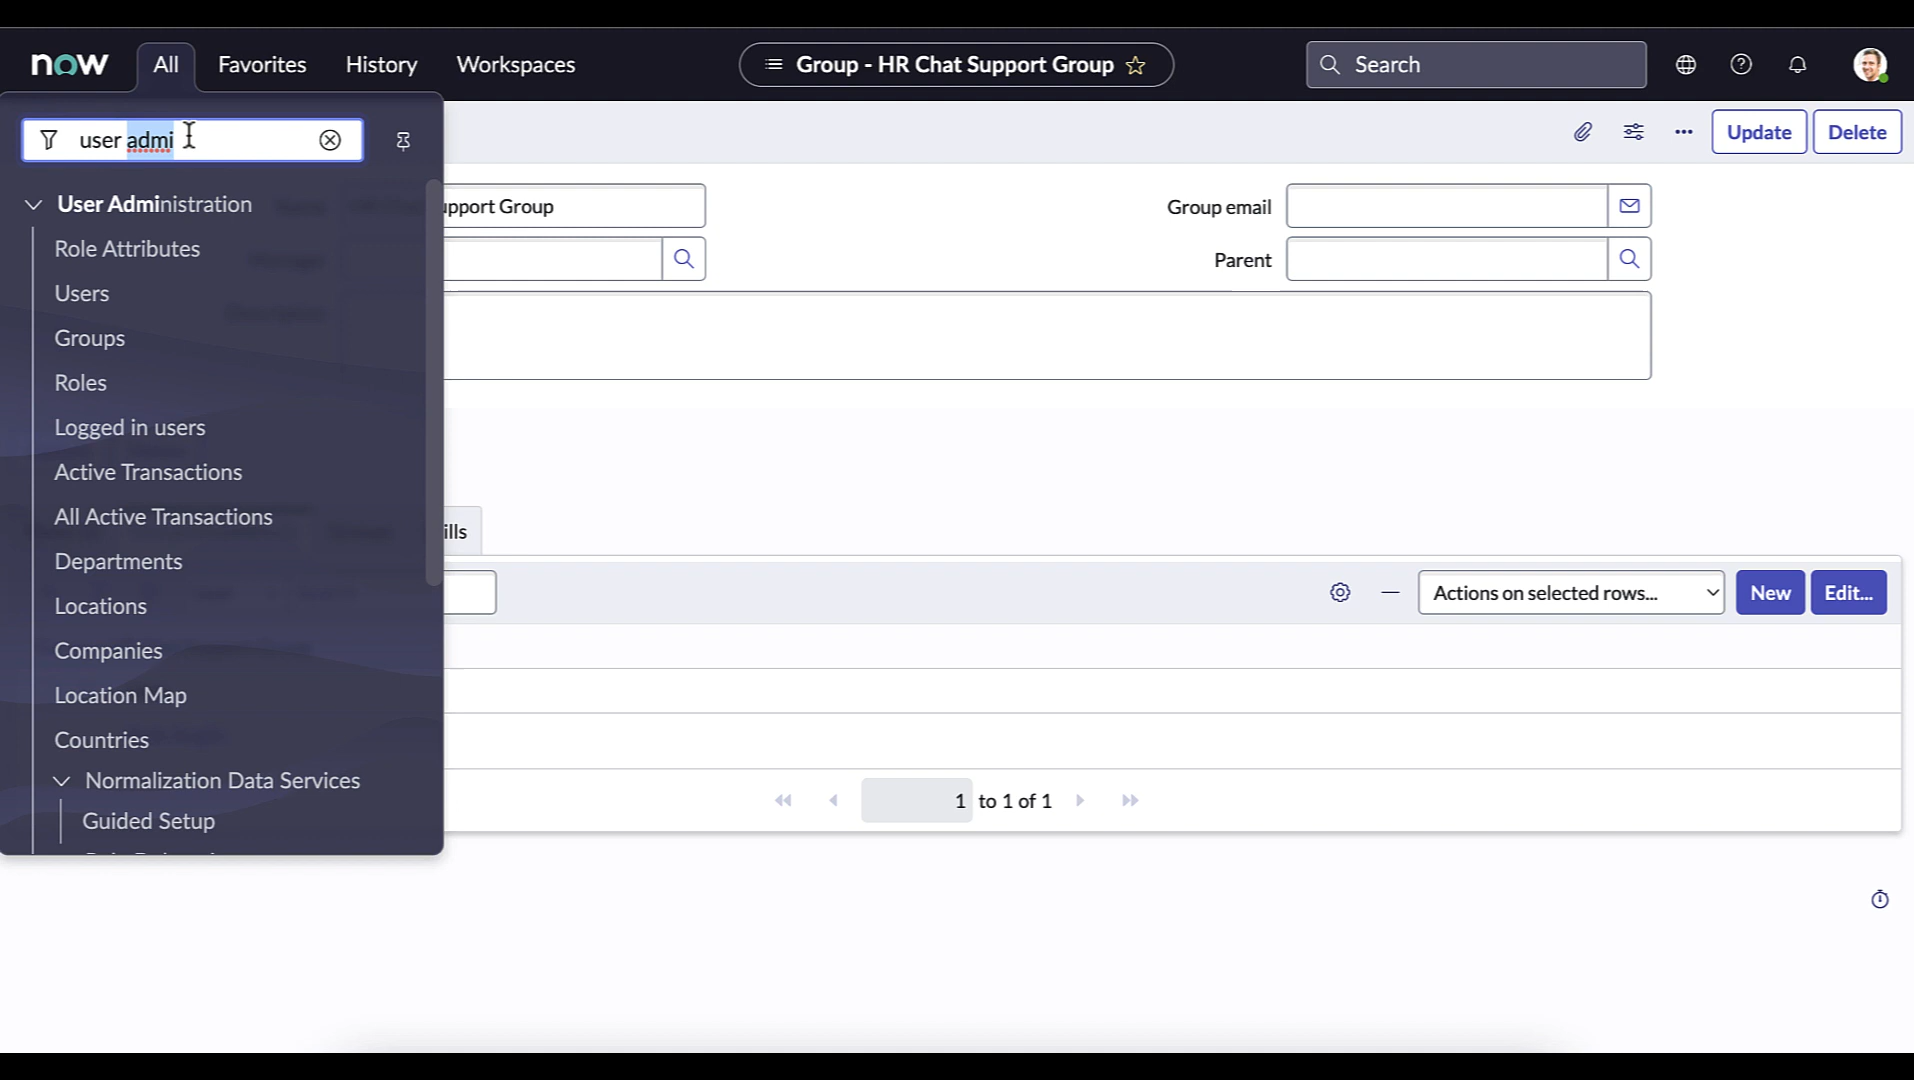 now All Favorites History Workspaces Group - HR Chat Support Group Search
user admi
Update Delete
User Administration
Role Attributes
Users
Groups
Roles
Logged in users
Active Transactions
All Active Transactions
Departments
Locations
Companies
Location Map
Countries
Normalization Data Services
Guided Setup
upport Group
Group email
Parent
ills
Actions on selected rows... New Edit...
1 to 1 of 1